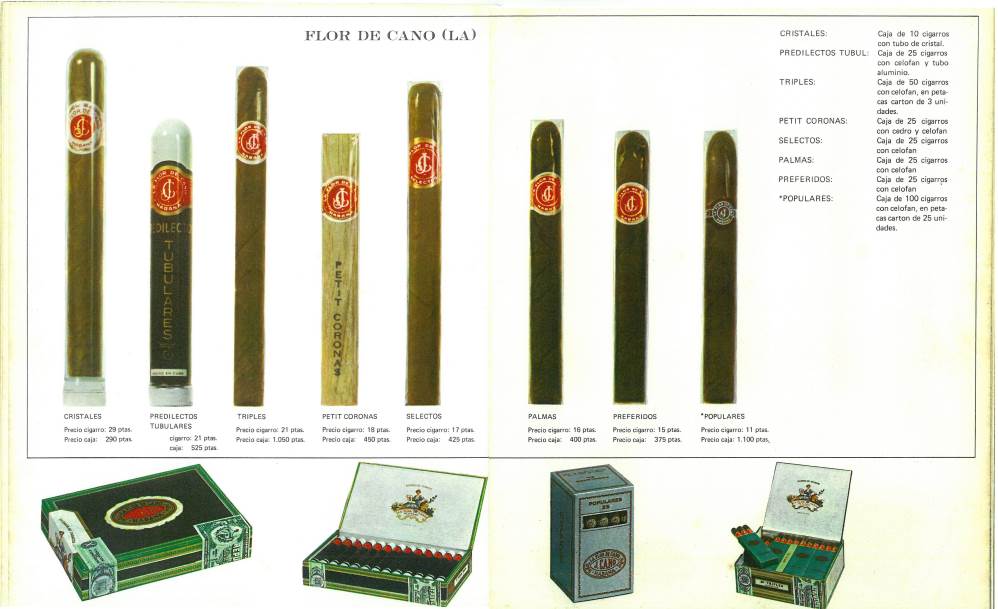 FLOR DE CANO (LA)
CRISTALES: Caja de 10 cigarros
con tubo de cristal.
PREDILECTOS TUBUL: Caja de 25 cigarros
con celofan y tubo
aluminio.
TRIPLES: Caja de 50 cigarros
con celofan, en peta-
cas carton de 3 uni-
dades.
PETIT CORONAS: Caja de 25 cigarros
con cedro y celofan
SELECTOS: Caja de 25 cigarros
con celofan
PALMAS: Caja de 25 cigarros
con celofan
PREFERIDOS: Caja de 25 cigarros
con celofan
*POPULARES: Caja de 100 cigarros
con celofan, en peta-
cas carton de 25 uni-
dades.
HABANA
HABANA
TUBULARES
PETIT CORONAS
HABANA
SELECTOS
CRISTALES
Precio cigarro: 29 ptas.
Precio caja: 290 ptas.
PREDILECTOS
TUBULARES
cigarro: 21 ptas.
caja: 525 ptas.
TRIPLES
Precio cigarro: 21 ptas.
Precio caja: 1.050 ptas.
PETIT CORONAS
Precio cigarro: 18 ptas.
Precio caja: 450 ptas.
SELECTOS
Precio cigarro: 17 ptas.
Precio caja: 425 ptas.
PALMAS
Precio cigarro: 16 ptas.
Precio caja: 400 ptas.
PREFERIDOS
Precio cigarro: 15 ptas.
Precio caja: 375 ptas.
*POPULARES
Precio cigarro: 11 ptas.
Precio caja: 1.100 ptas,
POPULARES
25
J. CANO